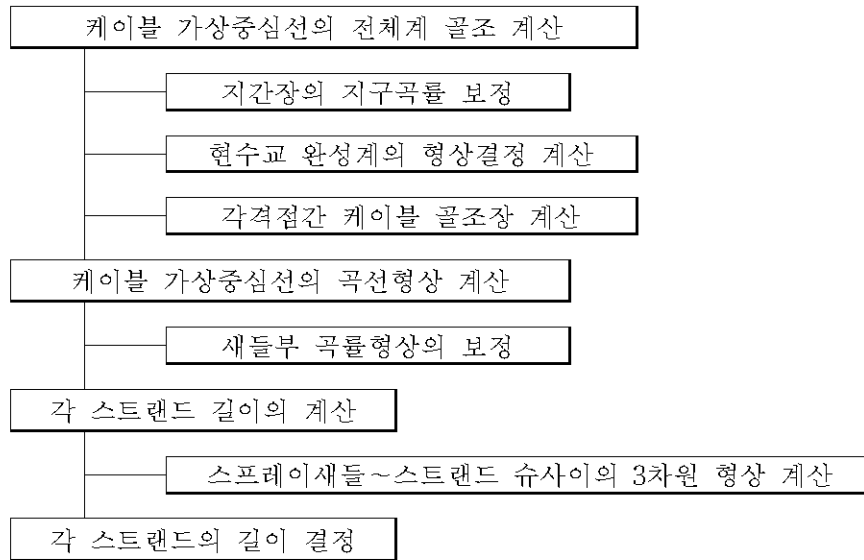 케이블 가상중심선의 전체계 골조 계산
지간장의 지구곡률 보정
현수교 완성계의 형상결정 계산
각격점간 케이블 골조장 계산
케이블 가상중심선의 곡선형상 계산
새들부 곡률형상의 보정
각 스트랜드 길이의 계산
스프레이새들~스트랜드 슈사이의 3차원 형상 계산
각 스트랜드의 길이 결정